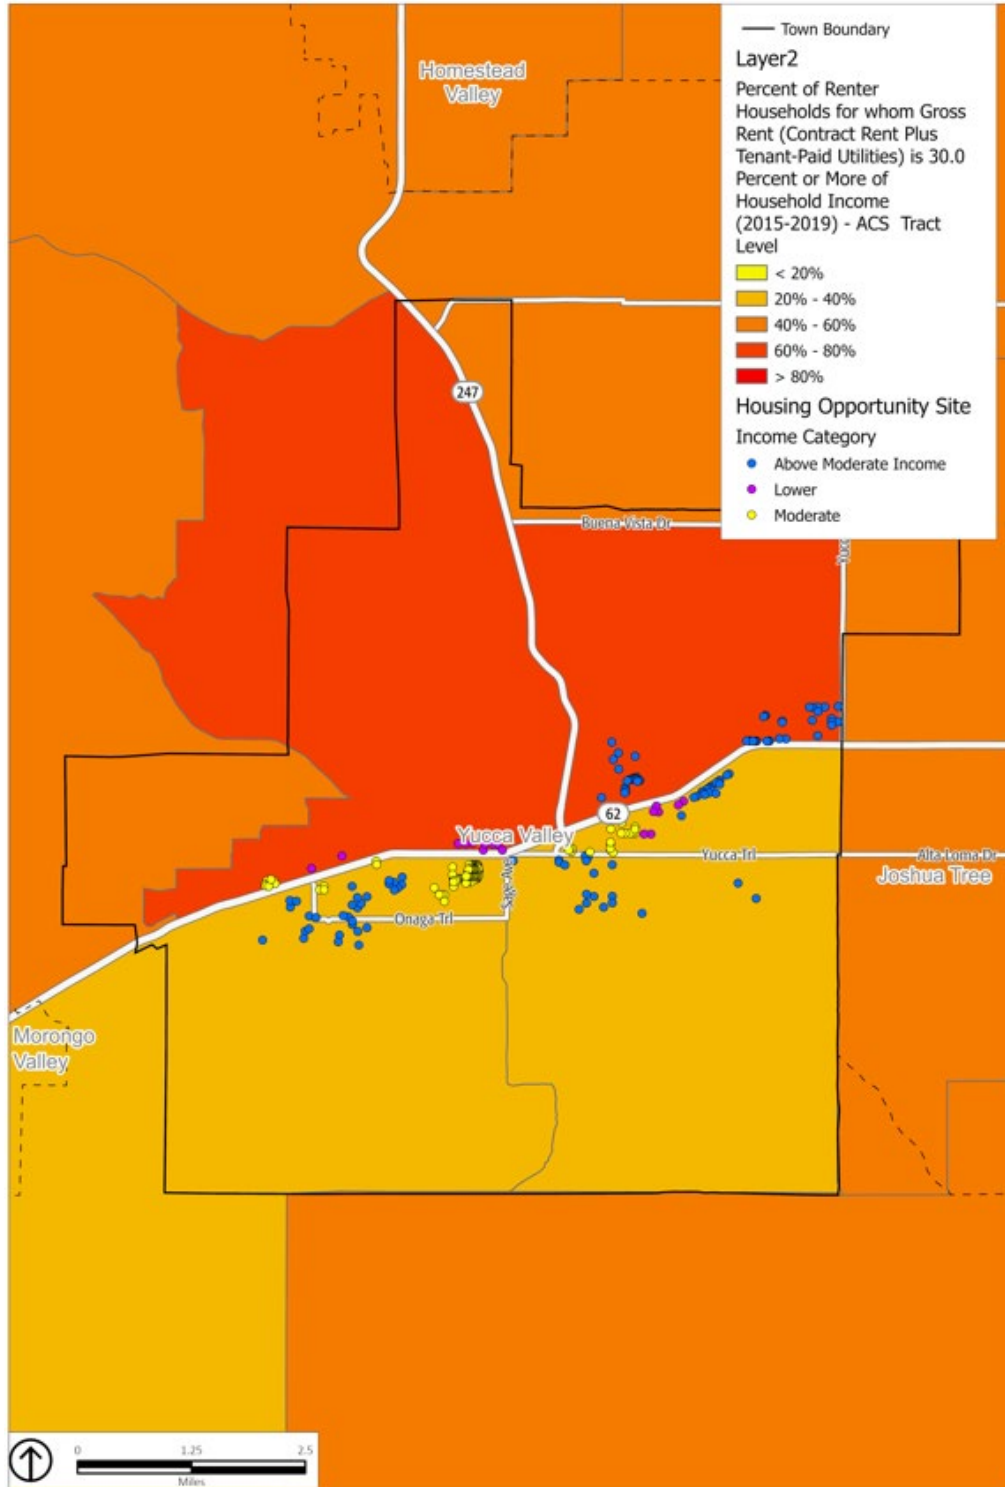 Town Boundary
Layer2
Percent of Renter
Households for whom Gross
Rent (Contract Rent Plus
Tenant-Paid Utilities) is 30.0
Percent or More of
Household Income
(2015-2019) - ACS Tract
Level
< 20%
20% - 40%
40% - 60%
60% - 80%
> 80%
Housing Opportunity Site
Income Category
Above Moderate Income
Lower
Moderate
Homestead
Valley
247
Buena Vista Dr
62
Yucca Valley
Yucca Trl
Alta Loma Dr
Joshua Tree
Onaga Trl
Morongo
Valley
0 1.25 2.5
Miles